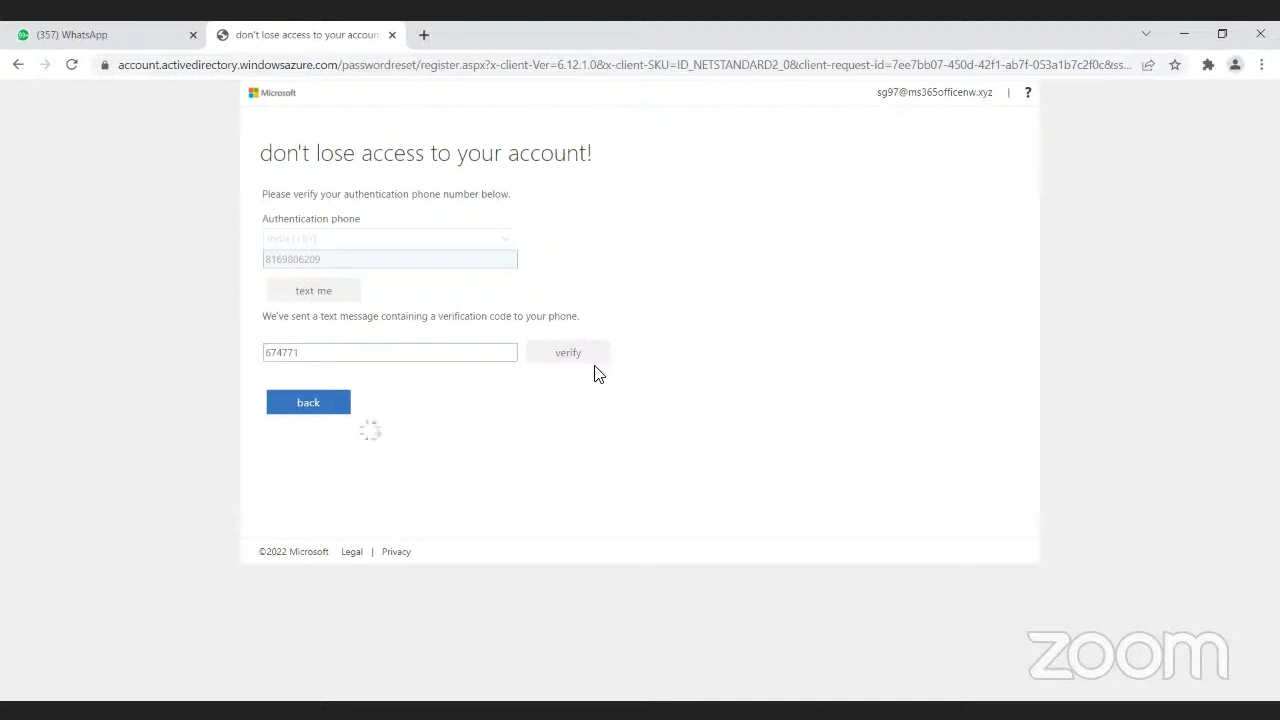 (357) WhatsApp
don't lose access to your accoun
account.activedirectory.windowsazure.com/passwordreset/register.aspx?x-client-Ver=6.12.1.0&x-client-SKU=ID_NETSTANDARD2_0&client-request-id=7ee7bb07-450d-42f1-ab7f-053a1b7c2f0c&ss...
Microsoft
sg97@ms365officenw.xyz | ?
don't lose access to your account!
Please verify your authentication phone number below.
Authentication phone
India (+91)
8169806209
text me
We've sent a text message containing a verification code to your phone.
674771
verify
back
©2022 Microsoft Legal | Privacy
zoom